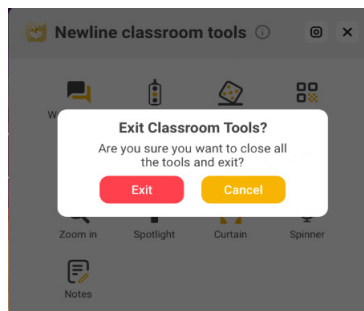 Newline classroom tools
W
Exit Classroom Tools?
Are you sure you want to close all
the tools and exit?
Exit Cancel
Zoom in Spotlight Curtain Spinner
Notes